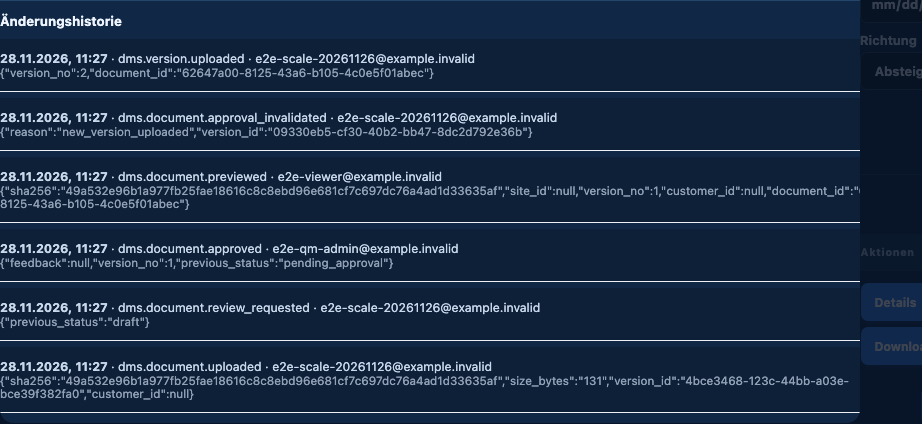 Änderungshistorie
28.11.2026, 11:27 · dms.version.uploaded · e2e-scale-20261126@example.invalid
{"version_no":2,"document_id":"62647a00-8125-43a6-b105-4c0e5f01abec"}
28.11.2026, 11:27 · dms.document.approval_invalidated · e2e-scale-20261126@example.invalid
{"reason":"new_version_uploaded","version_id":"09330eb5-cf30-40b2-bb47-8dc2d792e36b"}
28.11.2026, 11:27 · dms.document.previewed · e2e-viewer@example.invalid
{"sha256":"49a532e96b1a977fb25fae18616c8c8ebd96e681cf7c697dc76a4ad1d33635af","site_id":null,"version_no":1,"customer_id":null,"document_id":"
8125-43a6-b105-4c0e5f01abec"}
28.11.2026, 11:27 · dms.document.approved · e2e-qm-admin@example.invalid
{"feedback":null,"version_no":1,"previous_status":"pending_approval"}
28.11.2026, 11:27 · dms.document.review_requested · e2e-scale-20261126@example.invalid
{"previous_status":"draft"}
28.11.2026, 11:27 · dms.document.uploaded · e2e-scale-20261126@example.invalid
{"sha256":"49a532e96b1a977fb25fae18616c8c8ebd96e681cf7c697dc76a4ad1d33635af","size_bytes":"131","version_id":"4bce3468-123c-44bb-a03e-
bce39f382fa0","customer_id":null}
mm/dd/
Richtung
Absteig
Aktionen
Details
Downloa